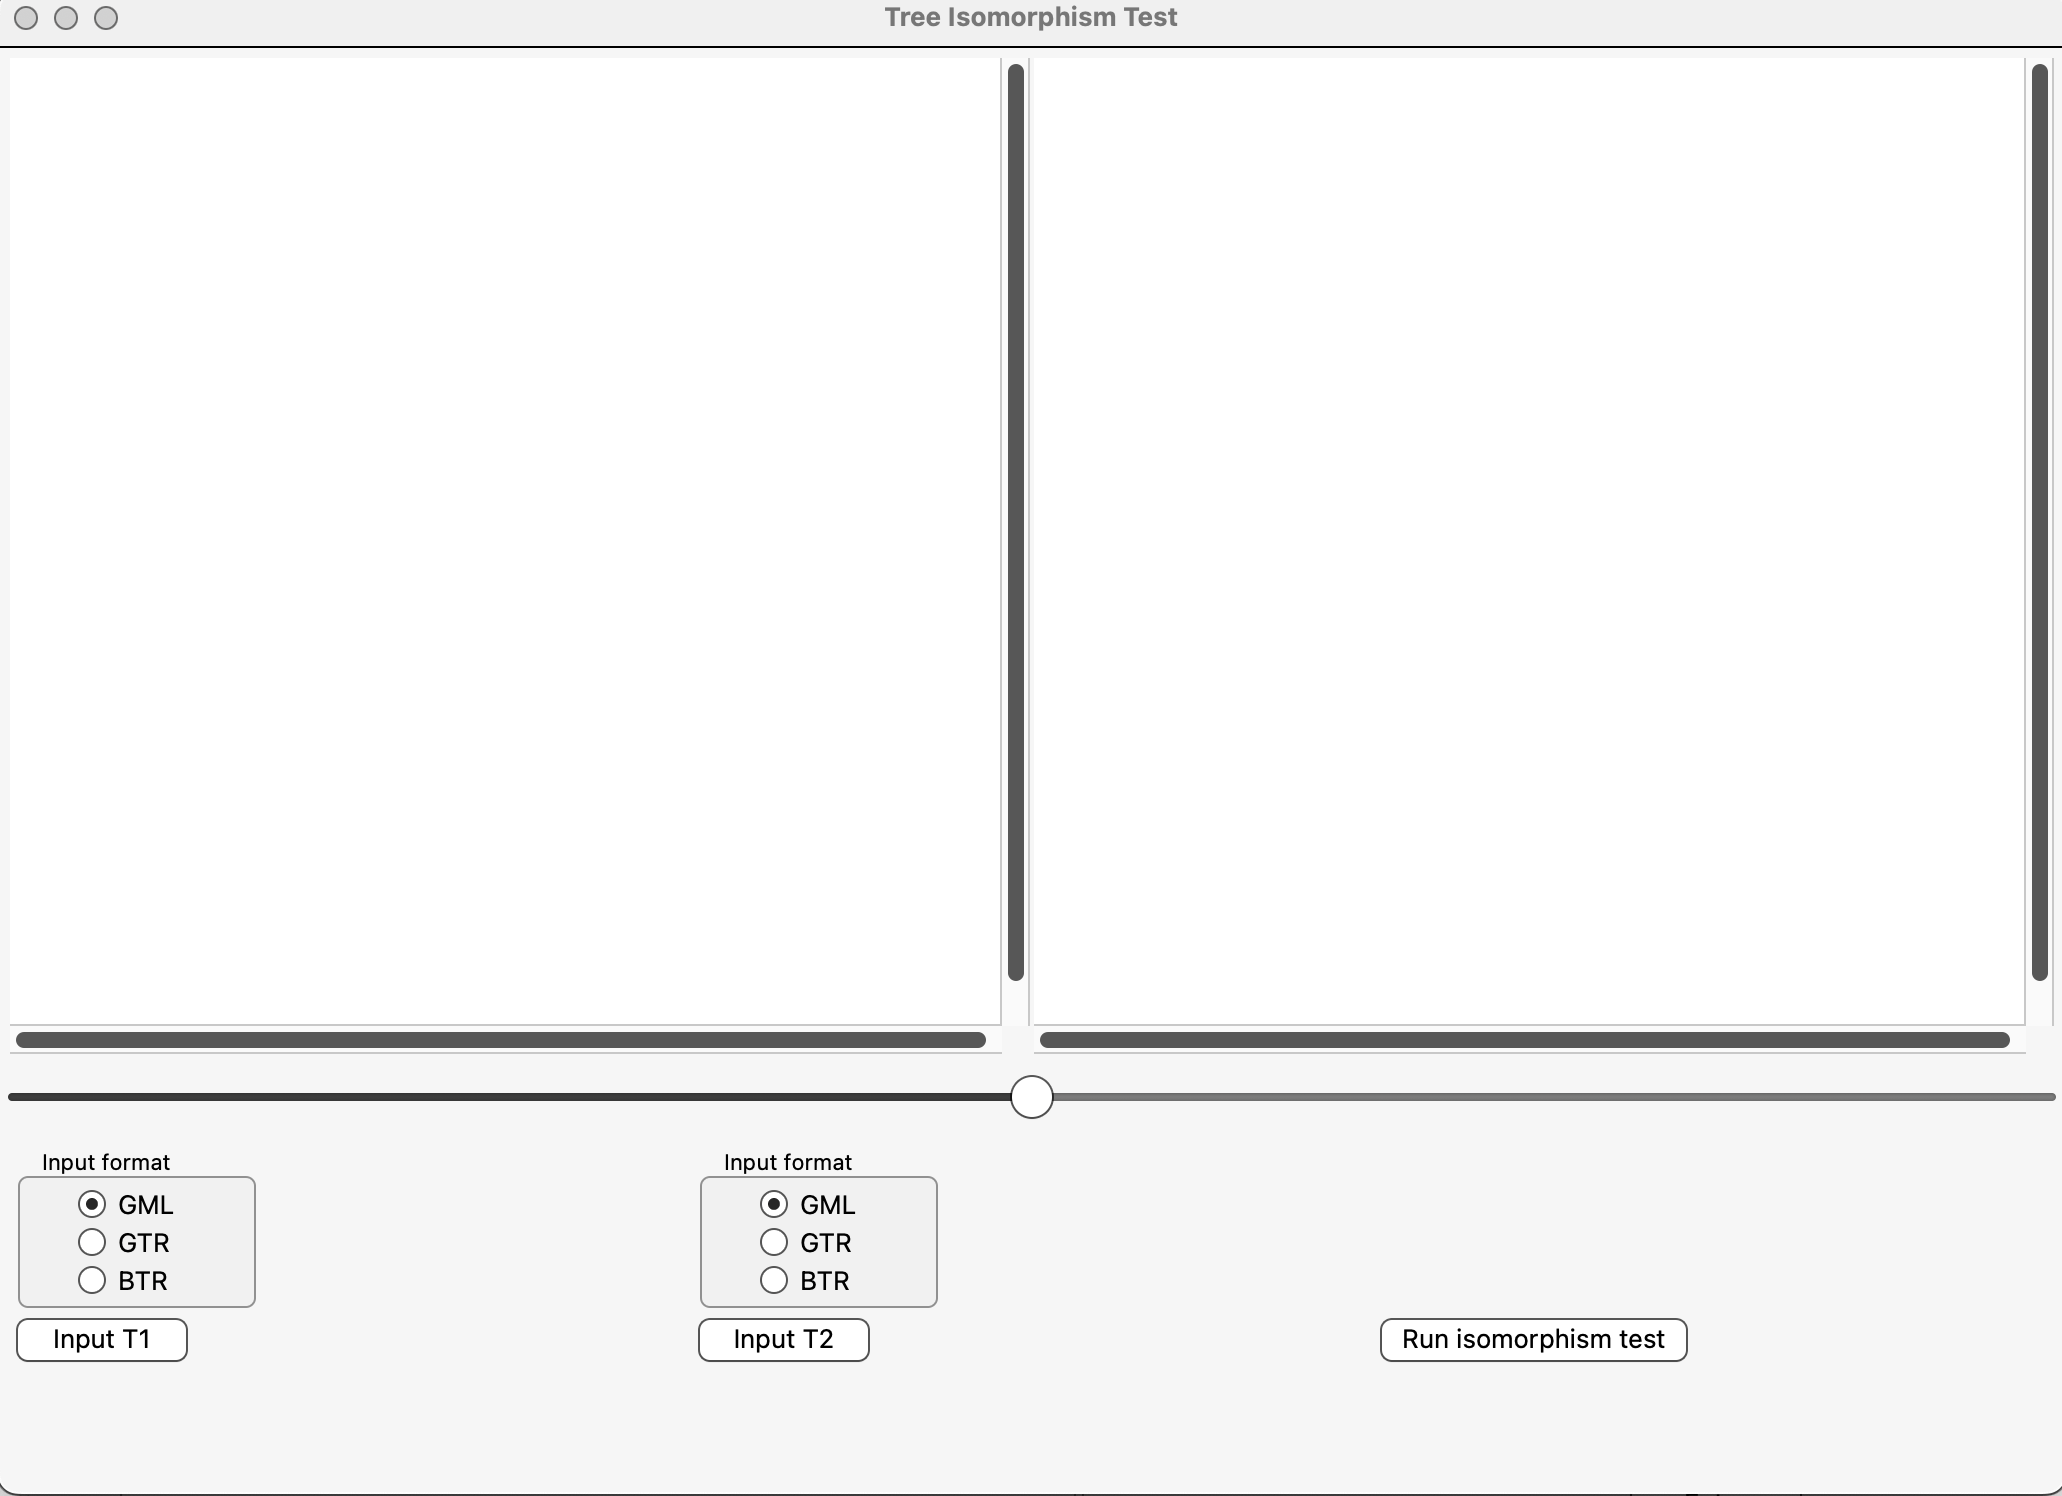 Tree Isomorphism Test
Input format
GML
GTR
BTR
Input T1
Input format
GML
GTR
BTR
Input T2
Run isomorphism test